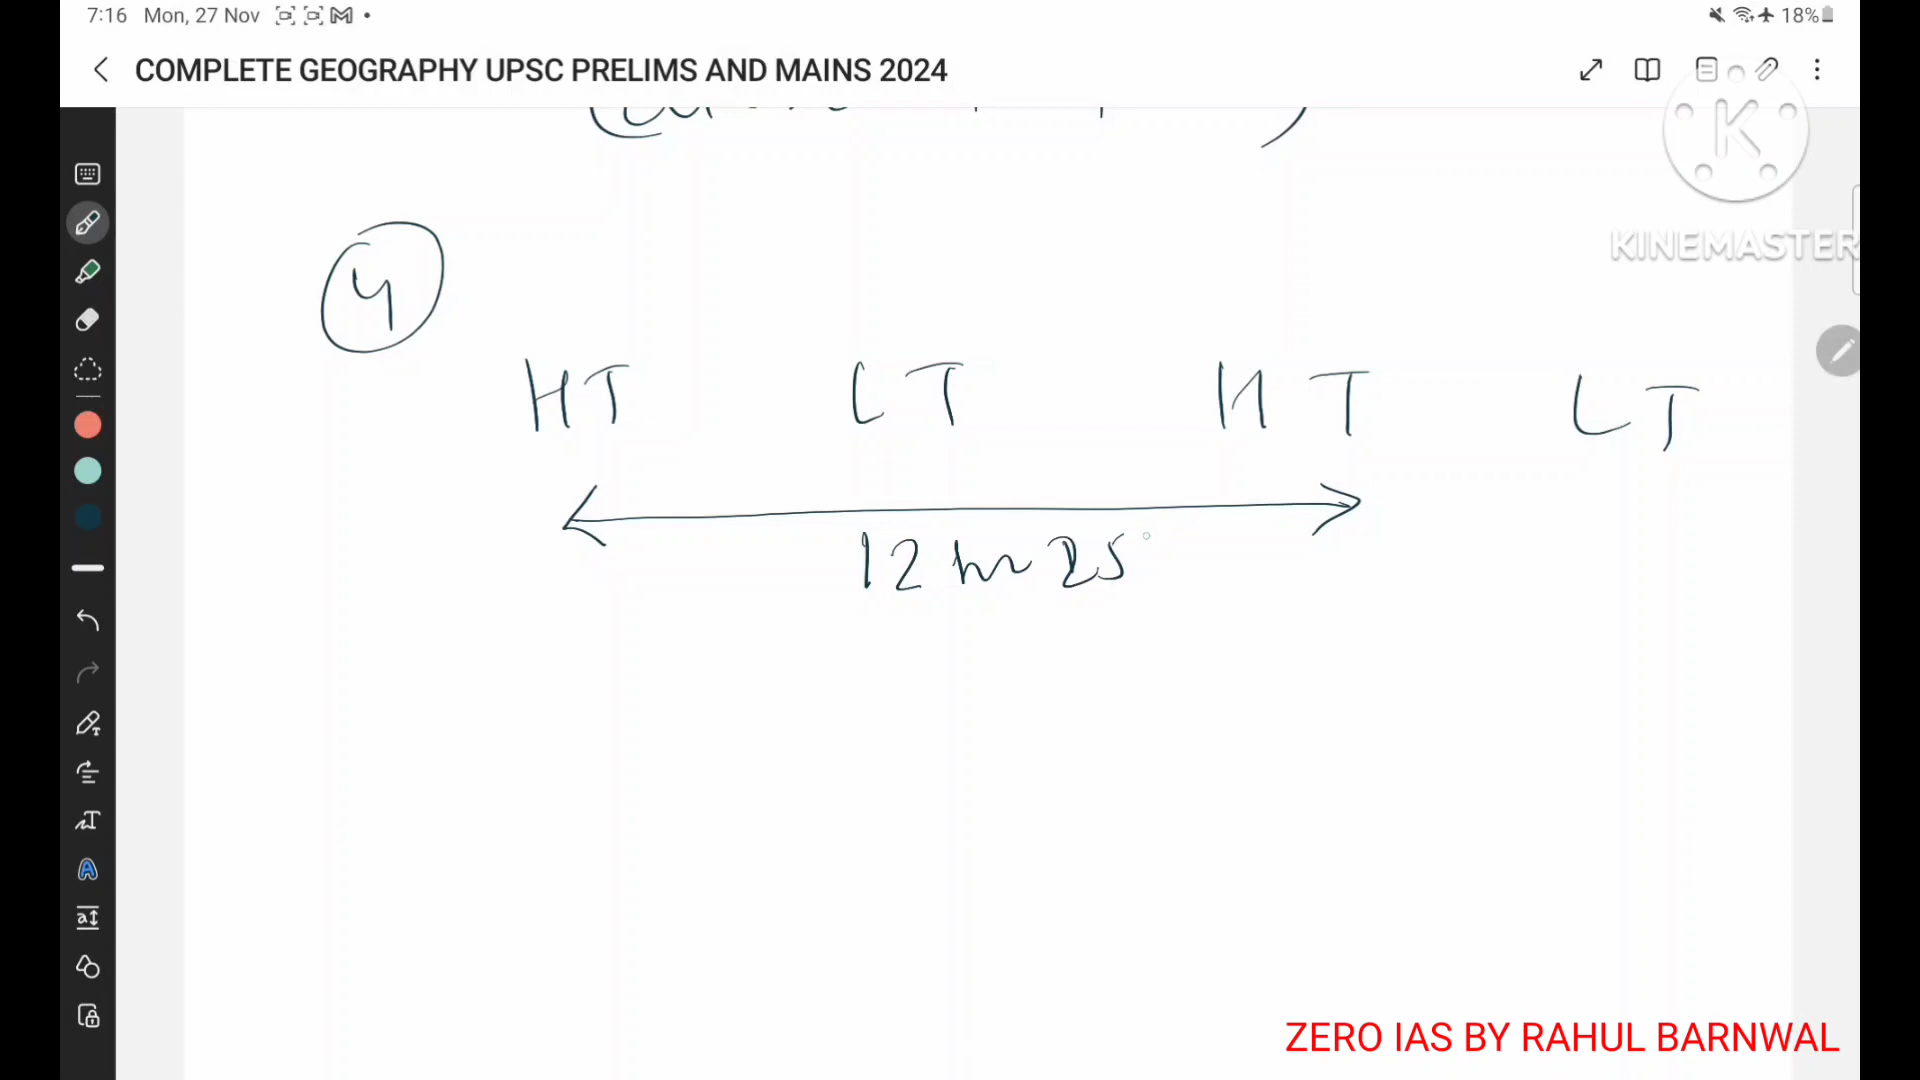 7:16 Mon, 27 Nov
18%
COMPLETE GEOGRAPHY UPSC PRELIMS AND MAINS 2024
K
KINEMASTER
4
HT LT HT LT
12 hr 25
ZERO IAS BY RAHUL BARNWAL